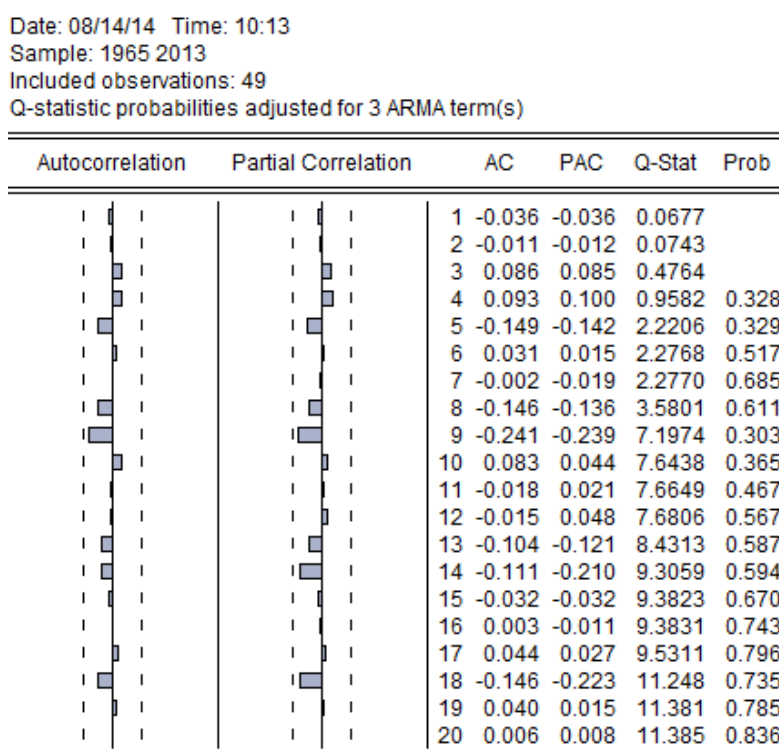 Date: 08/14/14 Time: 10:13
Sample: 1965 2013
Included observations: 49
Q-statistic probabilities adjusted for 3 ARMA term(s)
Autocorrelation Partial Correlation AC PAC Q-Stat Prob
1 -0.036 -0.036 0.0677
2 -0.011 -0.012 0.0743
3 0.086 0.085 0.4764
4 0.093 0.100 0.9582 0.328
5 -0.149 -0.142 2.2206 0.329
6 0.031 0.015 2.2768 0.517
7 -0.002 -0.019 2.2770 0.685
8 -0.146 -0.136 3.5801 0.611
9 -0.241 -0.239 7.1974 0.303
10 0.083 0.044 7.6438 0.365
11 -0.018 0.021 7.6649 0.467
12 -0.015 0.048 7.6806 0.567
13 -0.104 -0.121 8.4313 0.587
14 -0.111 -0.210 9.3059 0.594
15 -0.032 -0.032 9.3823 0.670
16 0.003 -0.011 9.3831 0.743
17 0.044 0.027 9.5311 0.796
18 -0.146 -0.223 11.248 0.735
19 0.040 0.015 11.381 0.785
20 0.006 0.008 11.385 0.836